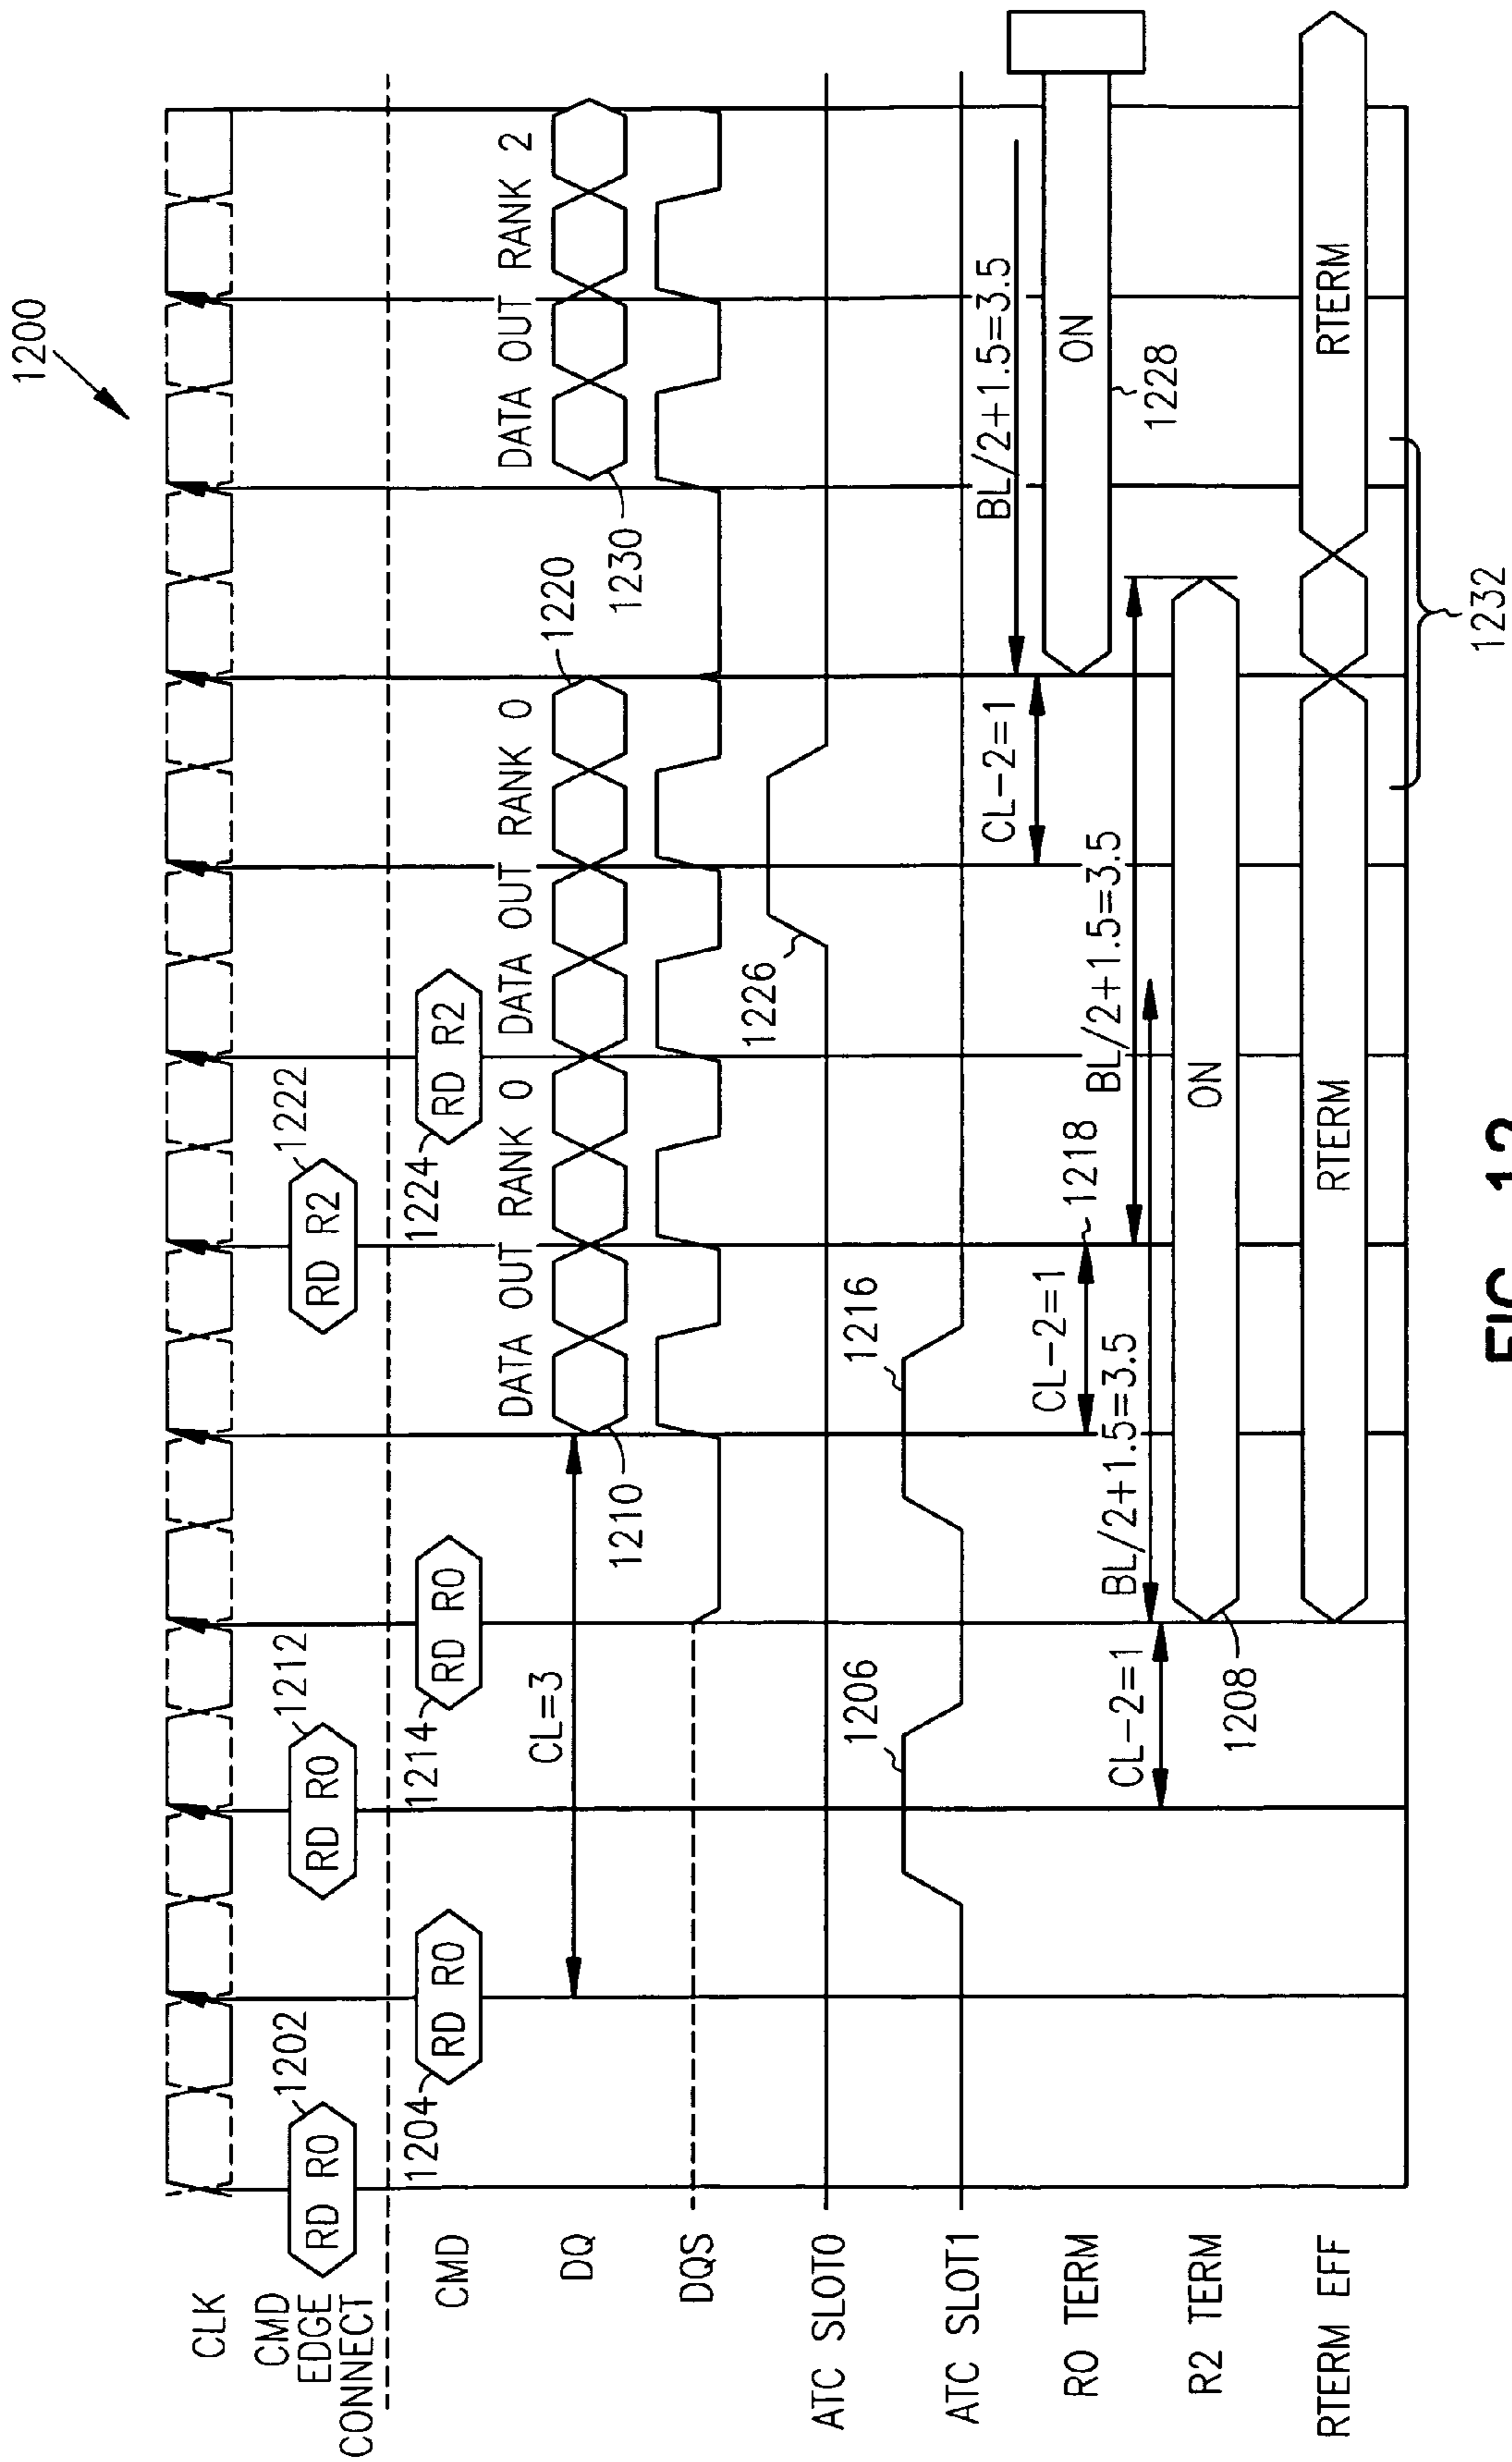 1200
CLK
CMD
EDGE
CONNECT
1202
RD R0
1212
RD R0
1222
RD R2
CMD
1204
RD R0
1214
RD R0
1224
RD R2
DQ
CL=3
DATA OUT RANK 0
DATA OUT RANK 0
DATA OUT RANK 2
1210
1220
1230
DQS
ATC SLOT0
1226
ATC SLOT1
1206
1216
R0 TERM
CL-2=1
1218
CL-2=1
BL/2+1.5=3.5
ON
1228
BL/2+1.5=3.5
BL/2+1.5=3.5
CL-2=1
R2 TERM
1208
ON
RTERM EFF
RTERM
RTERM
1232
FIG. 12